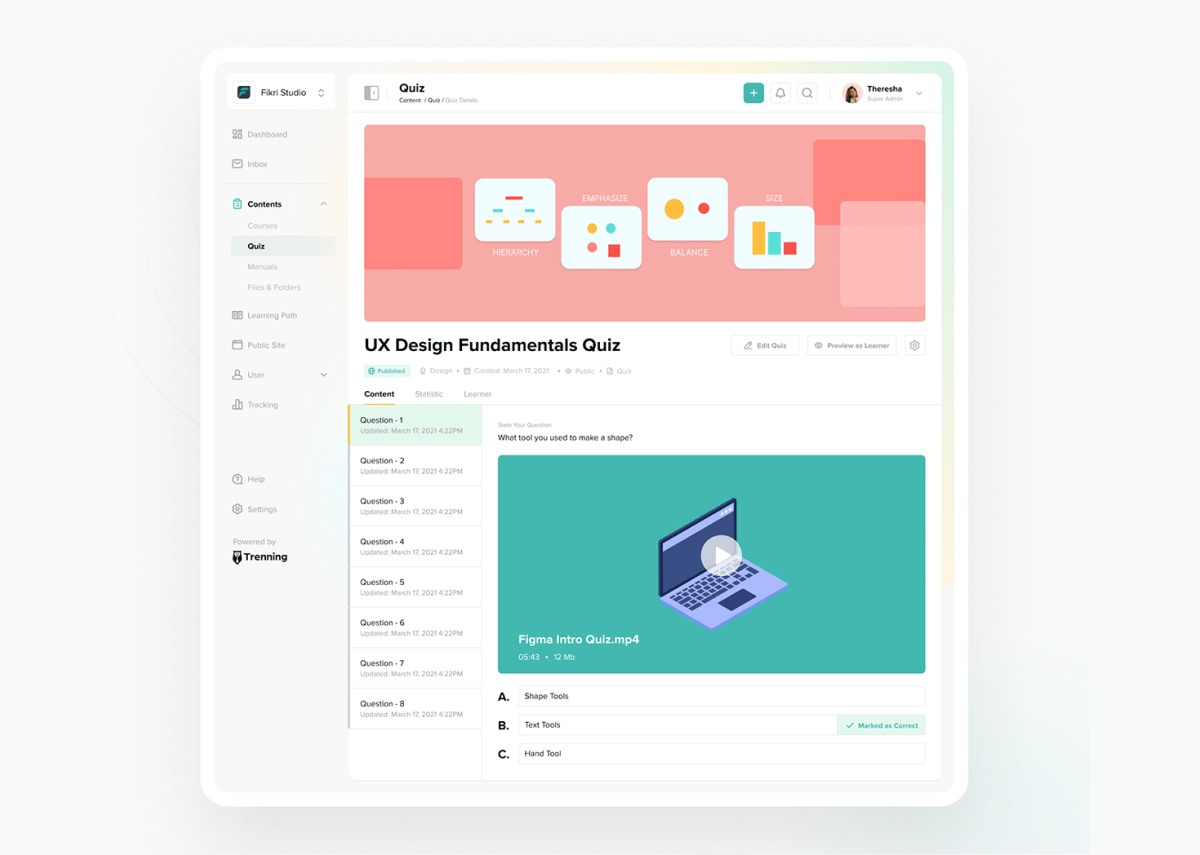 Fikri Studio
Dashboard
Inbox
Contents
Courses
Quiz
Manuals
Files & Folders
Learning Path
Public Site
User
Tracking
Help
Settings
Powered by
Trenning
Quiz
Content / Quiz / Quiz Details
Theresha
Super Admin
HIERARCHY
EMPHASIZE
BALANCE
SIZE
UX Design Fundamentals Quiz
Edit Quiz
Preview as Learner
Published Design • Created: March 17, 2021 • Public • Quiz
Content Statistic Learner
Question - 1
Updated: March 17, 2021 4:22PM
Question - 2
Updated: March 17, 2021 4:22PM
Question - 3
Updated: March 17, 2021 4:22PM
Question - 4
Updated: March 17, 2021 4:22PM
Question - 5
Updated: March 17, 2021 4:22PM
Question - 6
Updated: March 17, 2021 4:22PM
Question - 7
Updated: March 17, 2021 4:22PM
Question - 8
Updated: March 17, 2021 4:22PM
State Your Question
What tool you used to make a shape?
Figma Intro Quiz.mp4
05:43 • 12 Mb
A. Shape Tools
B. Text Tools Marked as Correct
C. Hand Tool